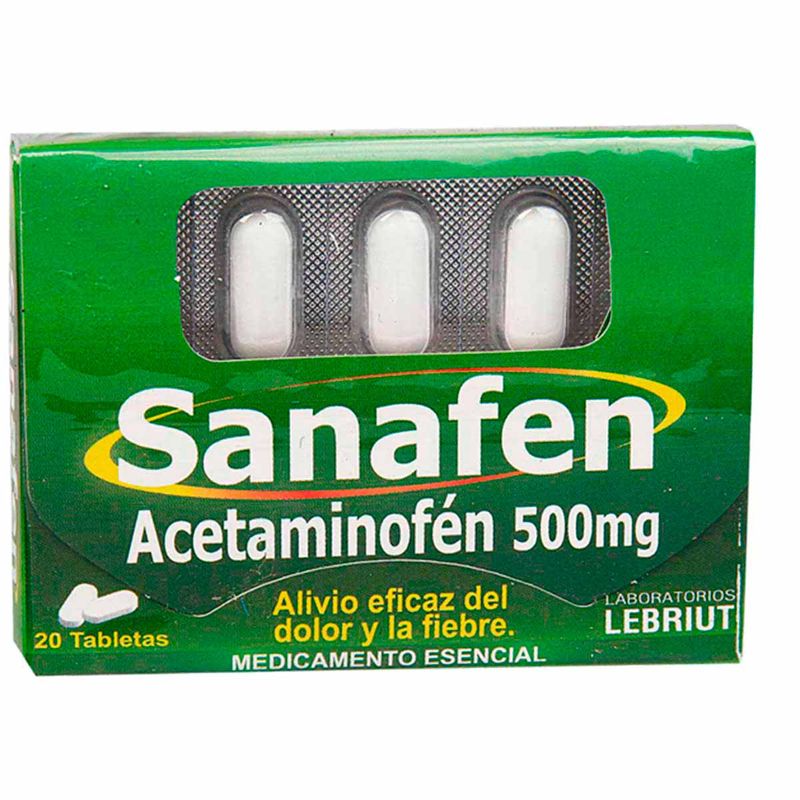 Sanafen
Acetaminofén 500mg
Alivio eficaz del
dolor y la fiebre.
MEDICAMENTO ESENCIAL
20 Tabletas
LABORATORIOS
LEBRIUT